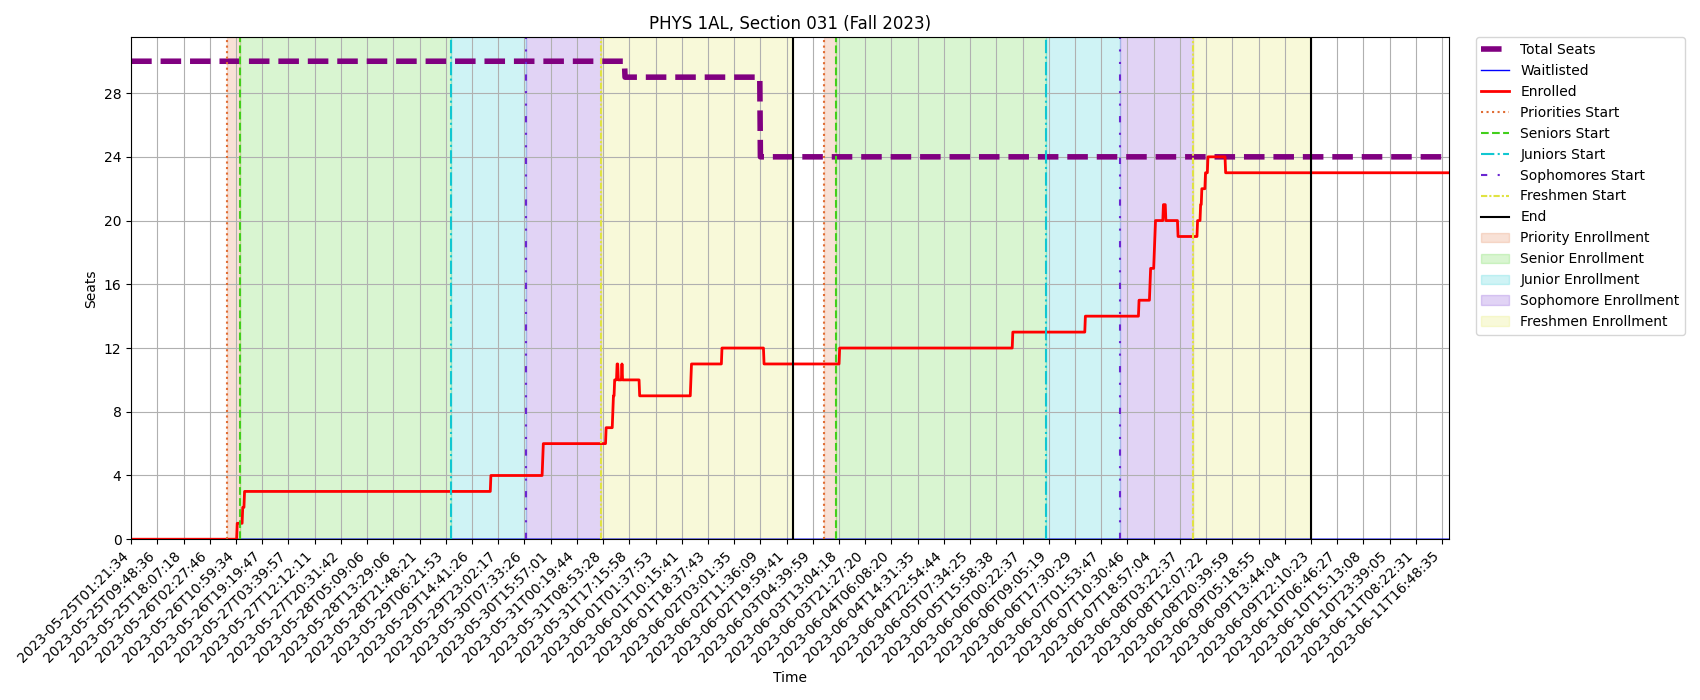 PHYS 1AL, Section 031 (Fall 2023)
Total Seats
Waitlisted
Enrolled
Priorities Start
Seniors Start
Juniors Start
Sophomores Start
Freshmen Start
End
Priority Enrollment
Senior Enrollment
Junior Enrollment
Sophomore Enrollment
Freshmen Enrollment
Seats
28
24
20
16
12
8
4
0
2023-05-25T01:21:34
2023-05-25T09:48:36
2023-05-25T18:07:18
2023-05-26T02:27:46
2023-05-26T10:59:34
2023-05-26T19:19:47
2023-05-27T03:39:57
2023-05-27T12:12:11
2023-05-27T20:31:42
2023-05-28T05:09:06
2023-05-28T13:29:06
2023-05-28T21:48:21
2023-05-29T06:21:53
2023-05-29T14:41:26
2023-05-29T23:02:17
2023-05-30T07:33:26
2023-05-30T15:57:01
2023-05-31T00:19:44
2023-05-31T08:53:28
2023-05-31T17:15:58
2023-06-01T01:37:53
2023-06-01T10:15:41
2023-06-01T18:37:43
2023-06-02T03:01:35
2023-06-02T11:36:09
2023-06-02T19:59:41
2023-06-03T04:39:59
2023-06-03T13:04:18
2023-06-03T21:27:20
2023-06-04T06:08:20
2023-06-04T14:31:35
2023-06-04T22:54:44
2023-06-05T07:34:25
2023-06-05T15:58:38
2023-06-06T00:22:37
2023-06-06T09:05:19
2023-06-06T17:30:29
2023-06-07T01:53:47
2023-06-07T10:30:46
2023-06-07T18:57:04
2023-06-08T03:22:37
2023-06-08T12:07:22
2023-06-08T20:39:59
2023-06-09T05:18:55
2023-06-09T13:44:04
2023-06-09T22:10:23
2023-06-10T06:46:27
2023-06-10T15:13:08
2023-06-10T23:39:05
2023-06-11T08:22:31
2023-06-11T16:48:35
Time